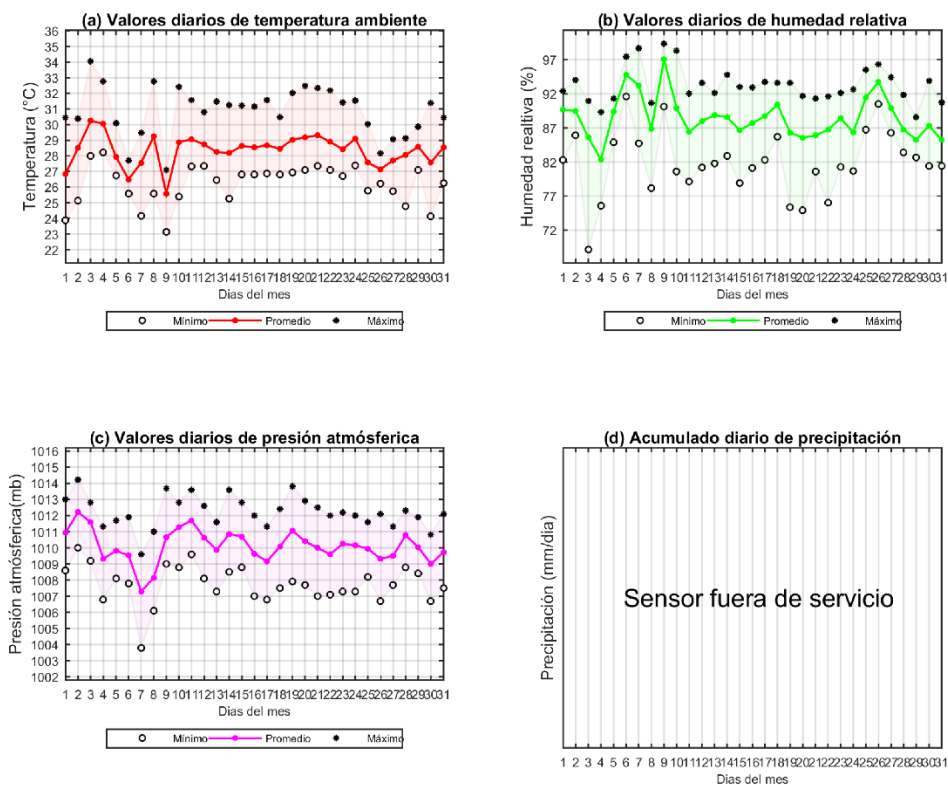 (a) Valores diarios de temperatura ambiente
36
35
34
33
32
31
30
29
28
27
26
25
24
23
22
Temperatura (°C)
1 2 3 4 5 6 7 8 9 10 11 12 13 14 15 16 17 18 19 20 21 22 23 24 25 26 27 28 29 30 31
Dias del mes
Mínimo Promedio Máximo
(b) Valores diarios de humedad relativa
97
92
87
82
77
72
Humedad realtiva (%)
1 2 3 4 5 6 7 8 9 10 11 12 13 14 15 16 17 18 19 20 21 22 23 24 25 26 27 28 29 30 31
Dias del mes
Mínimo Promedio Máximo
(c) Valores diarios de presión atmósferica
1016
1015
1014
1013
1012
1011
1010
1009
1008
1007
1006
1005
1004
1003
1002
Presión atmósferica(mb)
1 2 3 4 5 6 7 8 9 10 11 12 13 14 15 16 17 18 19 20 21 22 23 24 25 26 27 28 29 30 31
Dias del mes
Mínimo Promedio Máximo
(d) Acumulado diario de precipitación
Precipitación (mm/dia)
Sensor fuera de servicio
1 2 3 4 5 6 7 8 9 10 11 12 13 14 15 16 17 18 19 20 21 22 23 24 25 26 27 28 29 30 31
Dias del mes